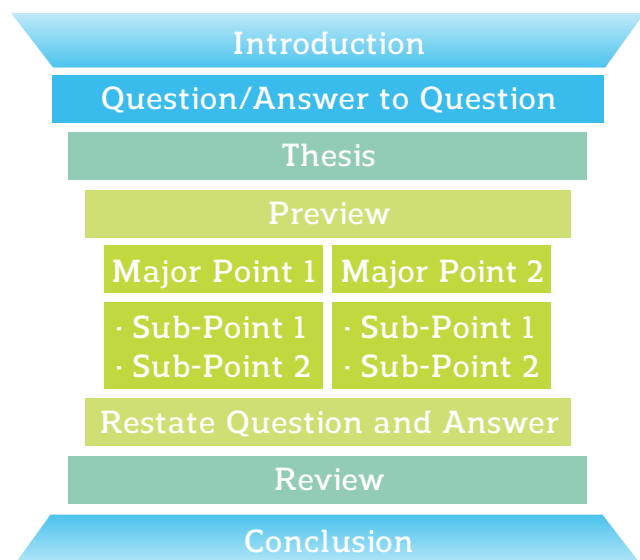 Introduction
Question/Answer to Question
Thesis
Preview
Major Point 1
· Sub-Point 1
· Sub-Point 2
Major Point 2
· Sub-Point 1
· Sub-Point 2
Restate Question and Answer
Review
Conclusion